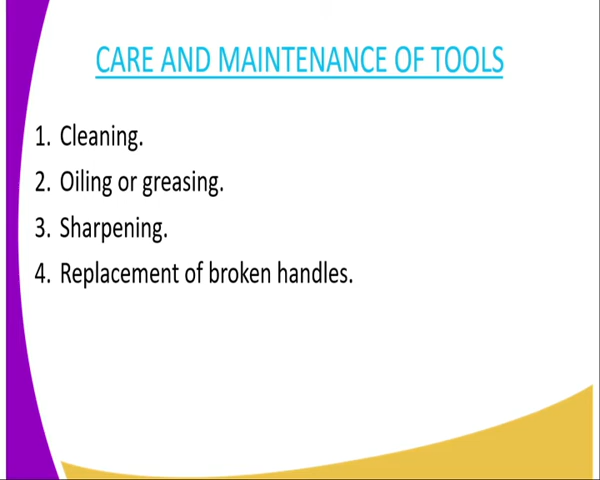 CARE AND MAINTENANCE OF TOOLS
1. Cleaning.
2. Oiling or greasing.
3. Sharpening.
4. Replacement of broken handles.